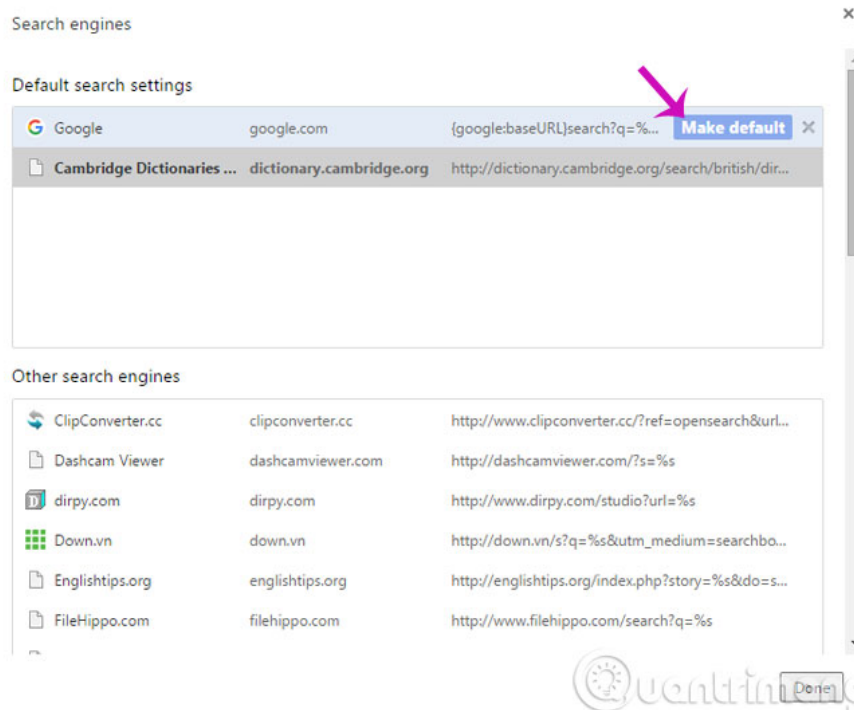 Search engines
Default search settings
Google google.com {google:baseURL}search?q=%... Make default
Cambridge Dictionaries ... dictionary.cambridge.org http://dictionary.cambridge.org/search/british/dir...
Other search engines
ClipConverter.cc clipconverter.cc http://www.clipconverter.cc/?ref=opensearch&url...
Dashcam Viewer dashcamviewer.com http://dashcamviewer.com/?s=%s
dirpy.com dirpy.com http://www.dirpy.com/studio?url=%s
Down.vn down.vn http://down.vn/s?q=%s&utm_medium=searchbo...
Englishtips.org englishtips.org http://englishtips.org/index.php?story=%s&do=s...
FileHippo.com filehippo.com http://www.filehippo.com/search?q=%s
Done